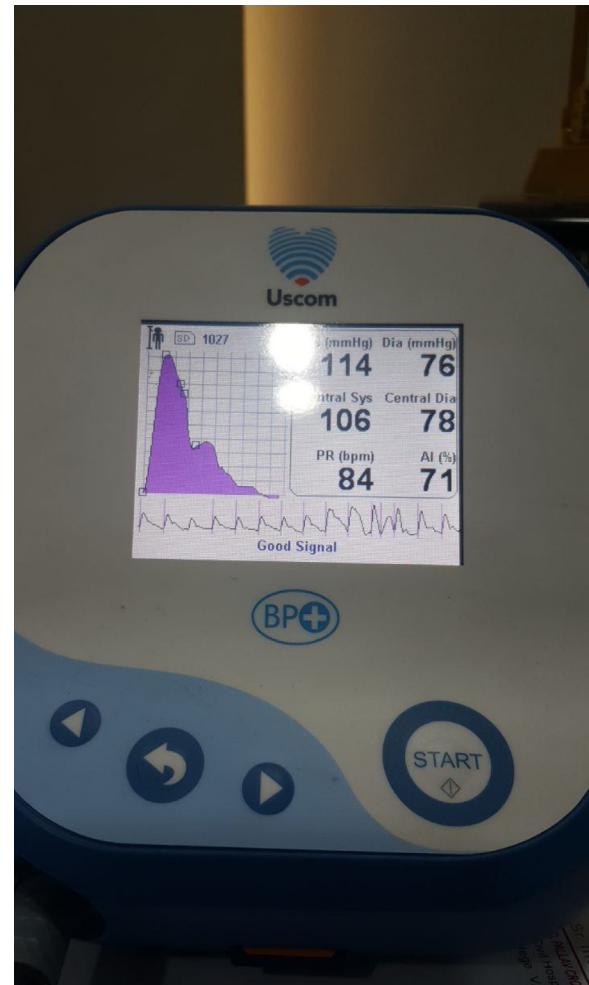 Uscom
SD 1027
(mmHg) Dia (mmHg)
114 76
Sys Central Dia
106 78
PR (bpm) AI (%)
84 71
Good Signal
BP+
START